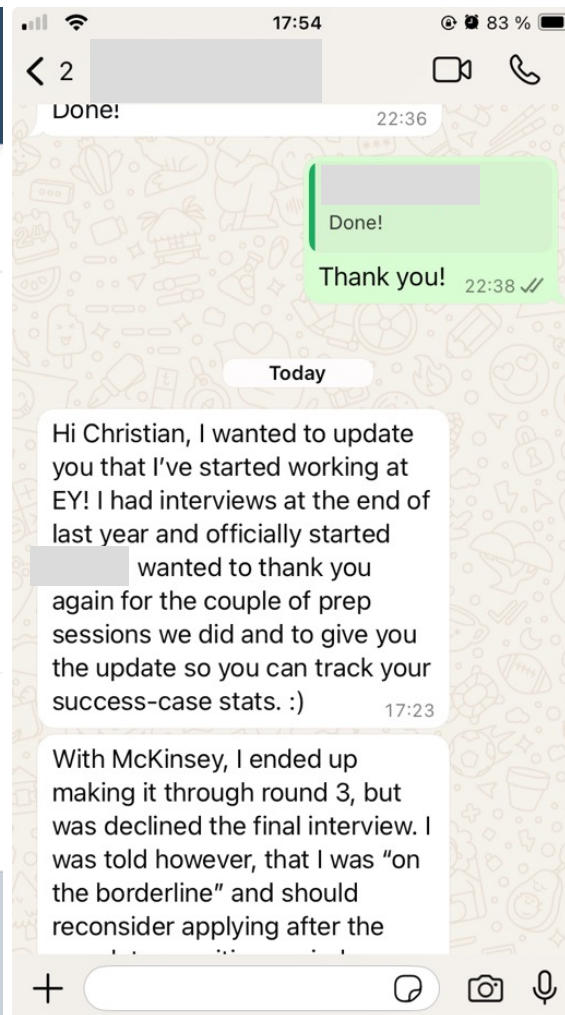 17:54
83 %
2
Done!
22:36
Done!
Thank you!
22:38
Today
Hi Christian, I wanted to update
you that I've started working at
EY! I had interviews at the end of
last year and officially started
wanted to thank you
again for the couple of prep
sessions we did and to give you
the update so you can track your
success-case stats. :)
17:23
With McKinsey, I ended up
making it through round 3, but
was declined the final interview. I
was told however, that I was "on
the borderline" and should
reconsider applying after the